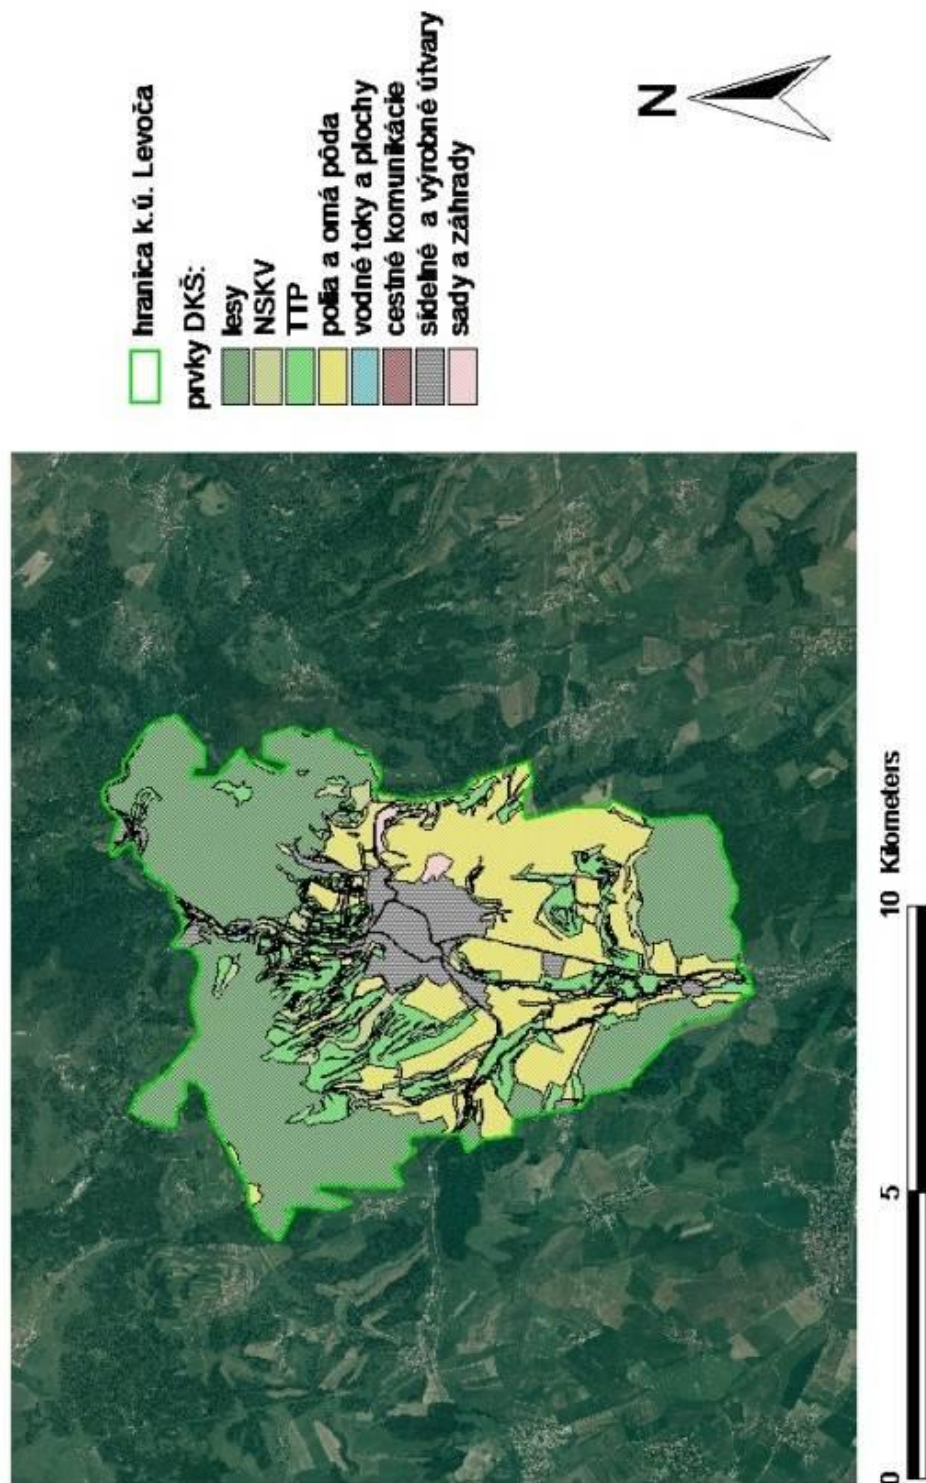 hranica k.ú. Levoča
prvky DKŠ:
lesy
NSKV
TTP
polia a orná pôda
vodné toky a plochy
cestné komunikácie
sídelné a výrobné útvary
sady a záhrady
N
0 5 10 Kilometers